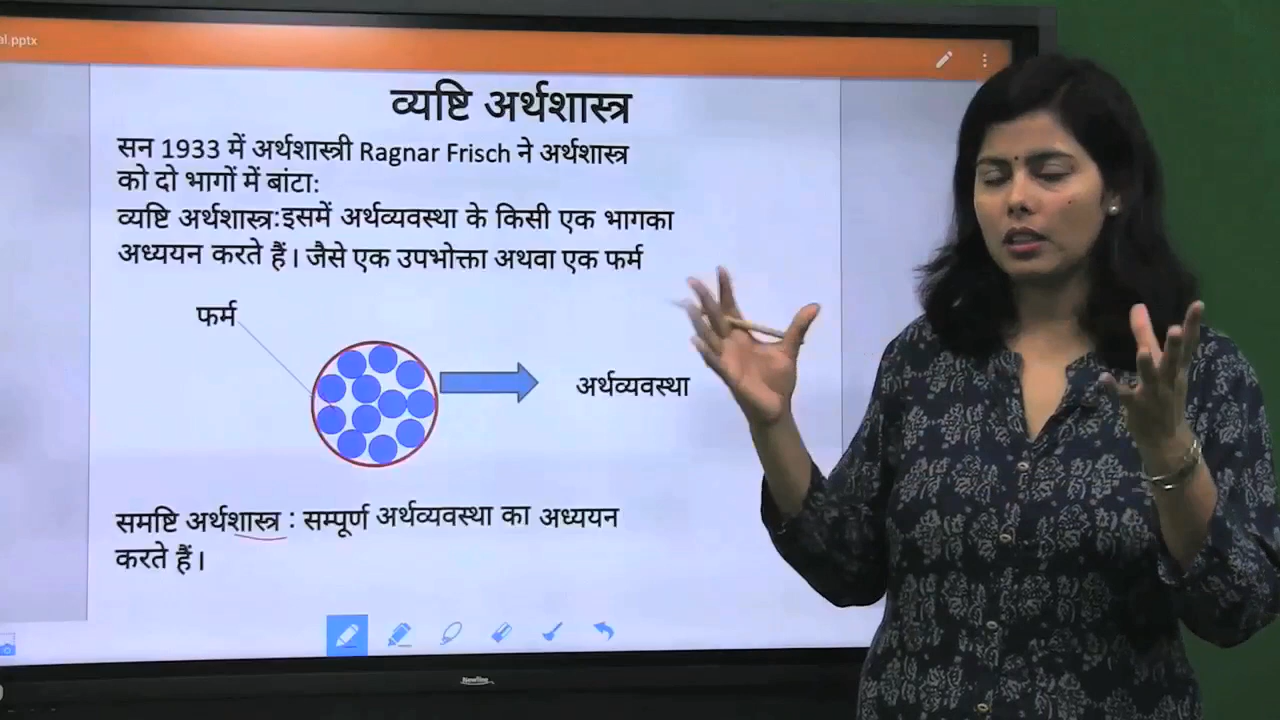 al.pptx
व्यष्टि अर्थशास्त्र
सन 1933 में अर्थशास्त्री Ragnar Frisch ने अर्थशास्त्र
को दो भागों में बांटा:
व्यष्टि अर्थशास्त्र:इसमें अर्थव्यवस्था के किसी एक भागका
अध्ययन करते हैं। जैसे एक उपभोक्ता अथवा एक फर्म
फर्म
अर्थव्यवस्था
समष्टि अर्थशास्त्र : सम्पूर्ण अर्थव्यवस्था का अध्ययन
करते हैं।
Newline